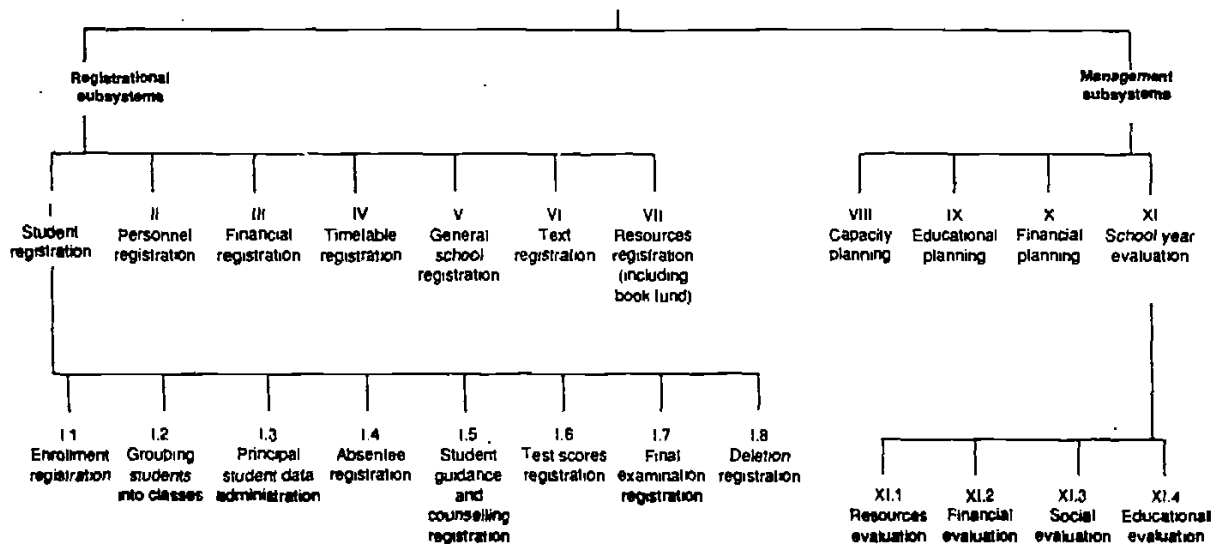 Registrational
subsystems
Management
subsystems
I
Student
registration
II
Personnel
registration
III
Financial
registration
IV
Timetable
registration
V
General
school
registration
VI
Text
registration
VII
Resources
registration
(including
book fund)
VIII
Capacity
planning
IX
Educational
planning
X
Financial
planning
XI
School year
evaluation
I.1
Enrollment
registration
I.2
Grouping
students
into classes
I.3
Principal
student data
administration
I.4
Absentee
registration
I.5
Student
guidance
and
counselling
registration
I.6
Test scores
registration
I.7
Final
examination
registration
I.8
Deletion
registration
XI.1
Resources
evaluation
XI.2
Financial
evaluation
XI.3
Social
evaluation
XI.4
Educational
evaluation